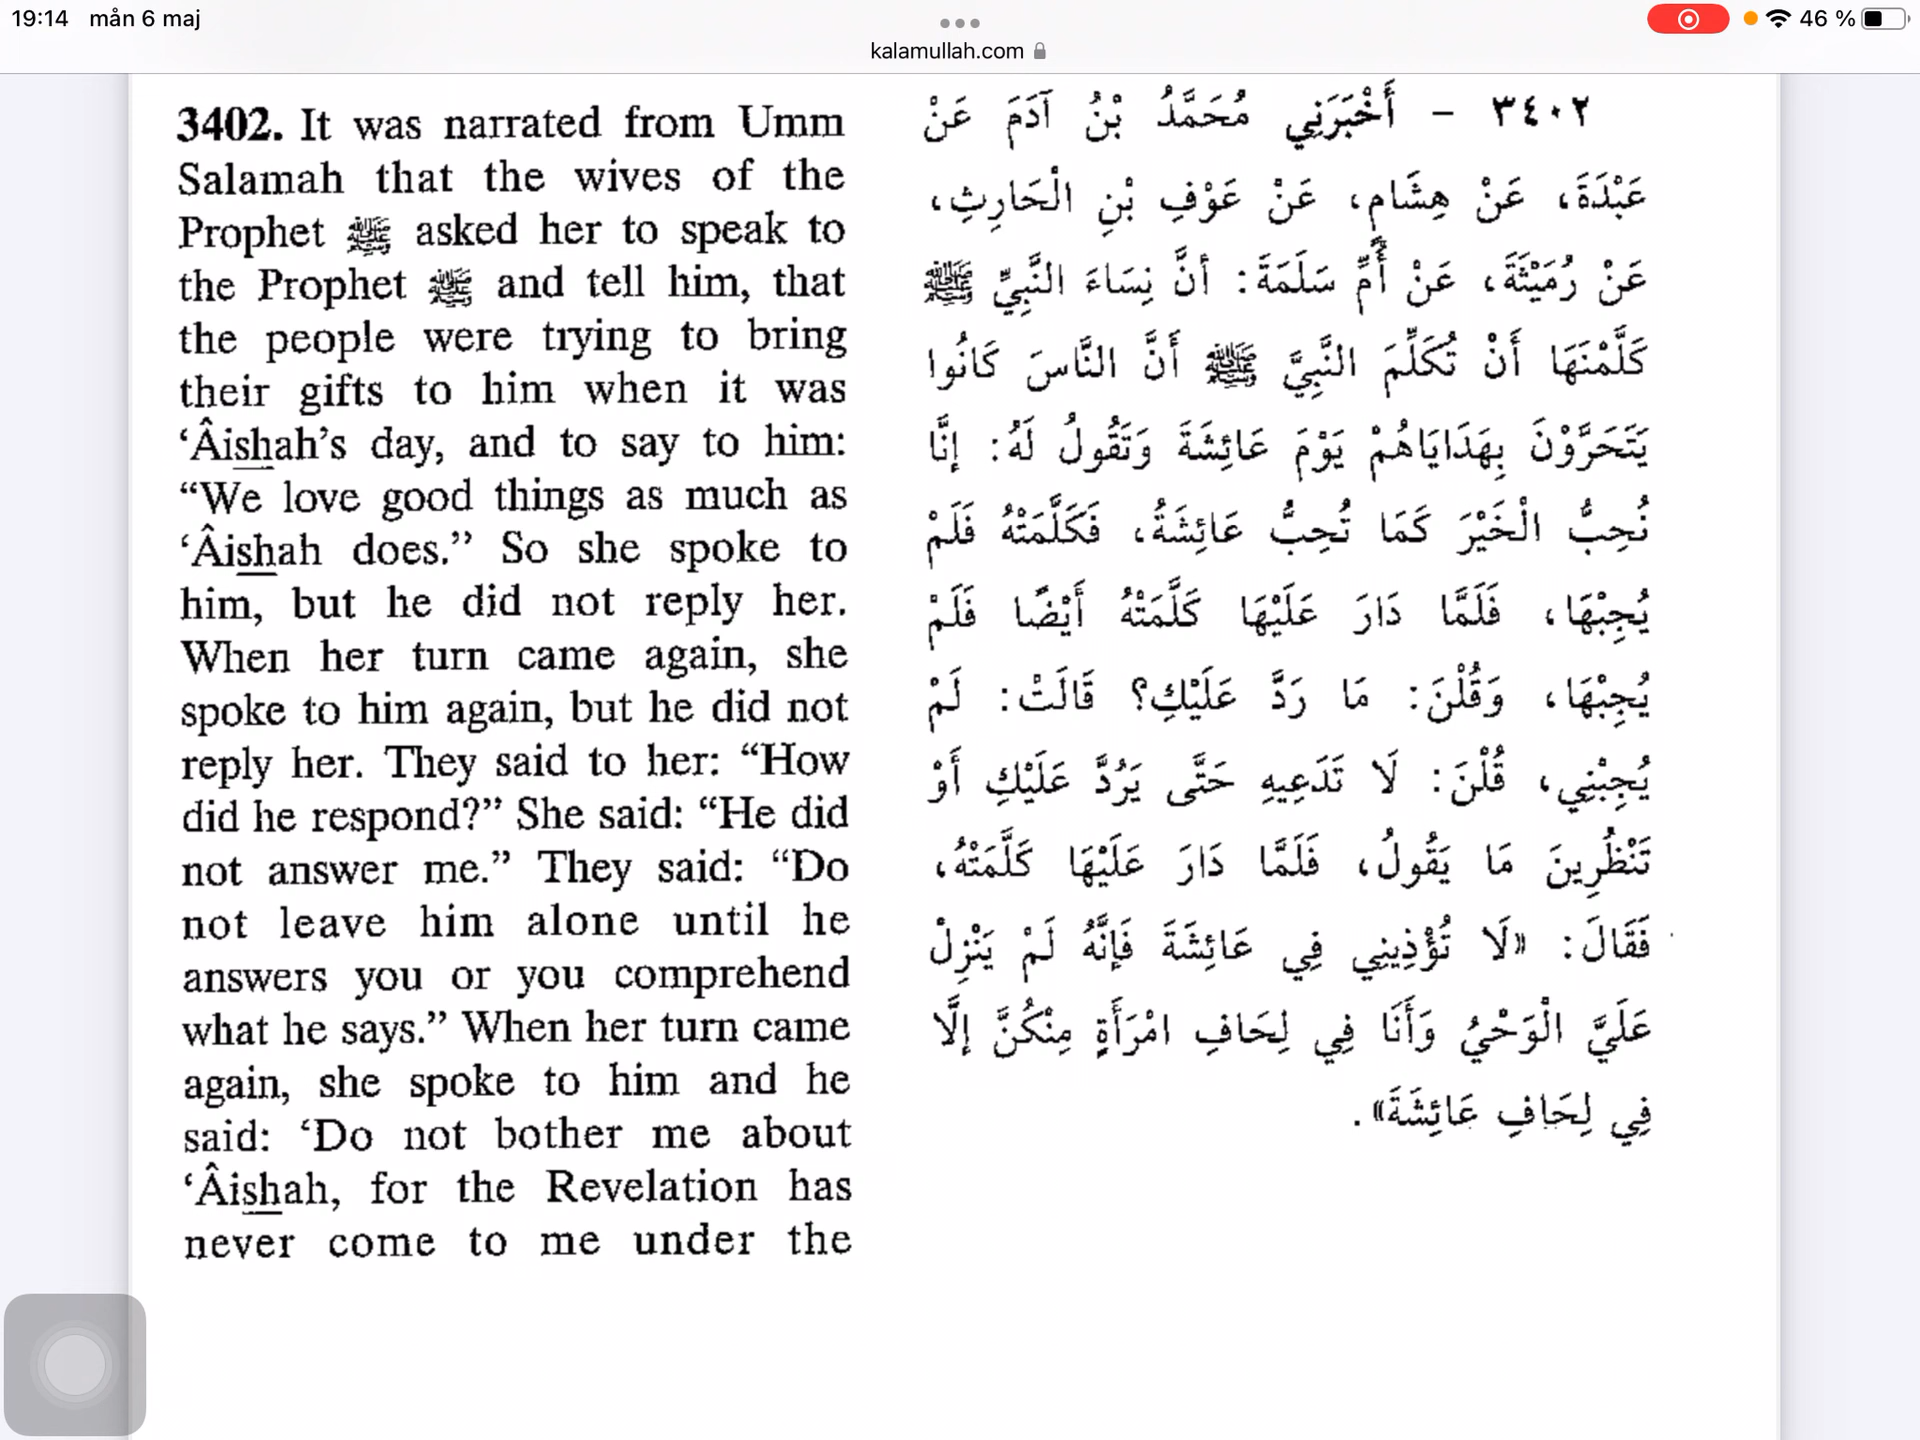 19:14 mån 6 maj
46 %
kalamullah.com
3402. It was narrated from Umm
Salamah that the wives of the
Prophet ﷺ asked her to speak to
the Prophet ﷺ and tell him, that
the people were trying to bring
their gifts to him when it was
‘Âishah’s day, and to say to him:
“We love good things as much as
‘Âishah does.” So she spoke to
him, but he did not reply her.
When her turn came again, she
spoke to him again, but he did not
reply her. They said to her: “How
did he respond?” She said: “He did
not answer me.” They said: “Do
not leave him alone until he
answers you or you comprehend
what he says.” When her turn came
again, she spoke to him and he
said: ‘Do not bother me about
‘Âishah, for the Revelation has
never come to me under the
٣٤٠٢ - أَخْبَرَنِي مُحَمَّدُ بْنُ آدَمَ عَنْ
عَبْدَةَ، عَنْ هِشَامٍ، عَنْ عَوْفِ بْنِ الْحَارِثِ،
عَنْ رُمَيْثَةَ، عَنْ أُمِّ سَلَمَةَ: أنَّ نِسَاءَ النَّبِيِّ ﷺ
كَلَّمْنَهَا أَنْ تُكَلِّمَ النَّبِيَّ ﷺ أَنَّ النَّاسَ كَانُوا
يَتَحَرَّوْنَ بِهَدَايَاهُمْ يَوْمَ عَائِشَةَ وَتَقُولُ لَهُ: إنَّا
نُحِبُّ الْخَيْرَ كَمَا تُحِبُّ عَائِشَةُ، فَكَلَّمَتْهُ فَلَمْ
يُجِبْهَا، فَلَمَّا دَارَ عَلَيْهَا كَلَّمَتْهُ أَيْضًا فَلَمْ
يُجِبْهَا، وَقُلْنَ: مَا رَدَّ عَلَيْكِ؟ قَالَتْ: لَمْ
يُجِبْنِي، قُلْنَ: لَا تَدَعِيهِ حَتَّى يَرُدَّ عَلَيْكِ أَوْ
تَنْظُرِينَ مَا يَقُولُ، فَلَمَّا دَارَ عَلَيْهَا كَلَّمَتْهُ،
فَقَالَ: «لَا تُؤْذِينِي فِي عَائِشَةَ فَإِنَّهُ لَمْ يَنْزِلْ
عَلَيَّ الْوَحْيُ وَأَنَا فِي لِحَافِ امْرَأَةٍ مِنْكُنَّ إلَّا
فِي لِحَافِ عَائِشَةَ».